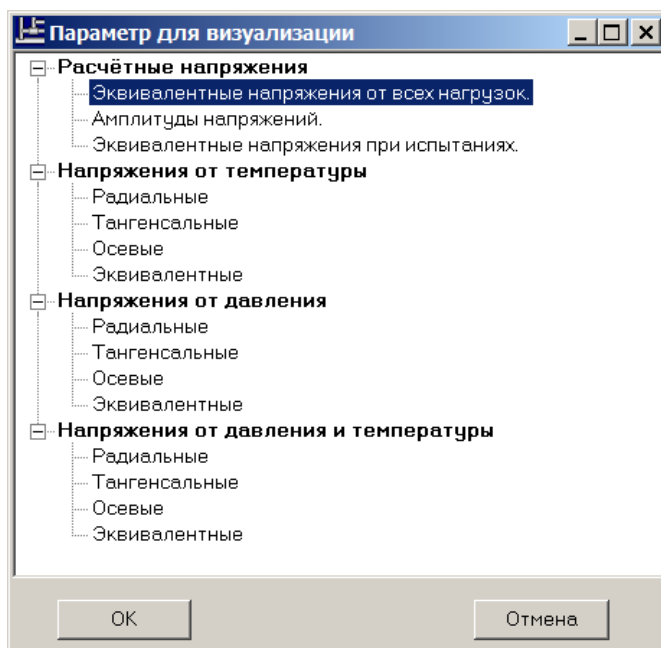 Параметр для визуализации
Расчётные напряжения
Эквивалентные напряжения от всех нагрузок.
Амплитуды напряжений.
Эквивалентные напряжения при испытаниях.
Напряжения от температуры
Радиальные
Тангенсальные
Осевые
Эквивалентные
Напряжения от давления
Радиальные
Тангенсальные
Осевые
Эквивалентные
Напряжения от давления и температуры
Радиальные
Тангенсальные
Осевые
Эквивалентные
OK Отмена